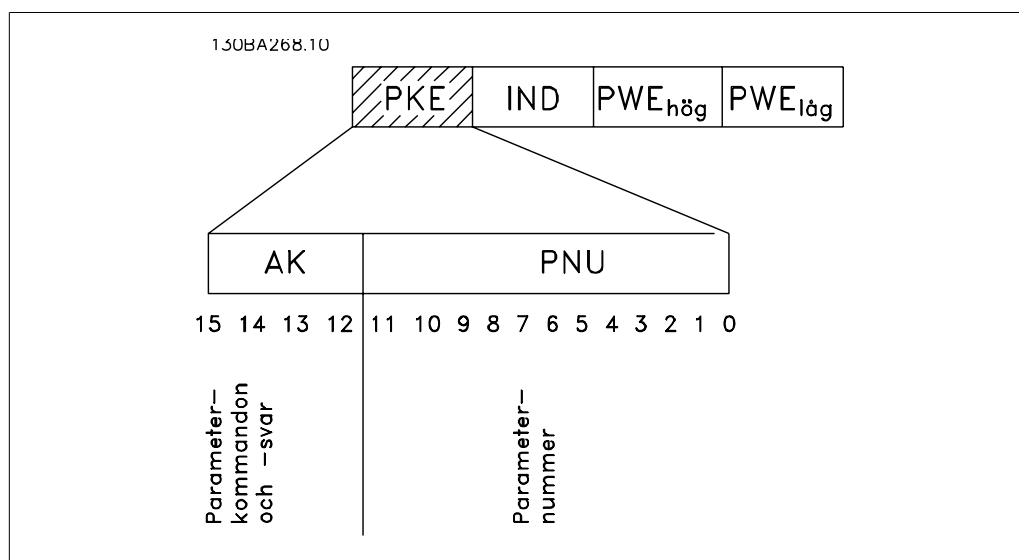 130BA268.10
PKE IND PWEhög PWElåg
AK PNU
15 14 13 12 11 10 9 8 7 6 5 4 3 2 1 0
Parameter–
kommandon
och –svar
Parameter–
nummer